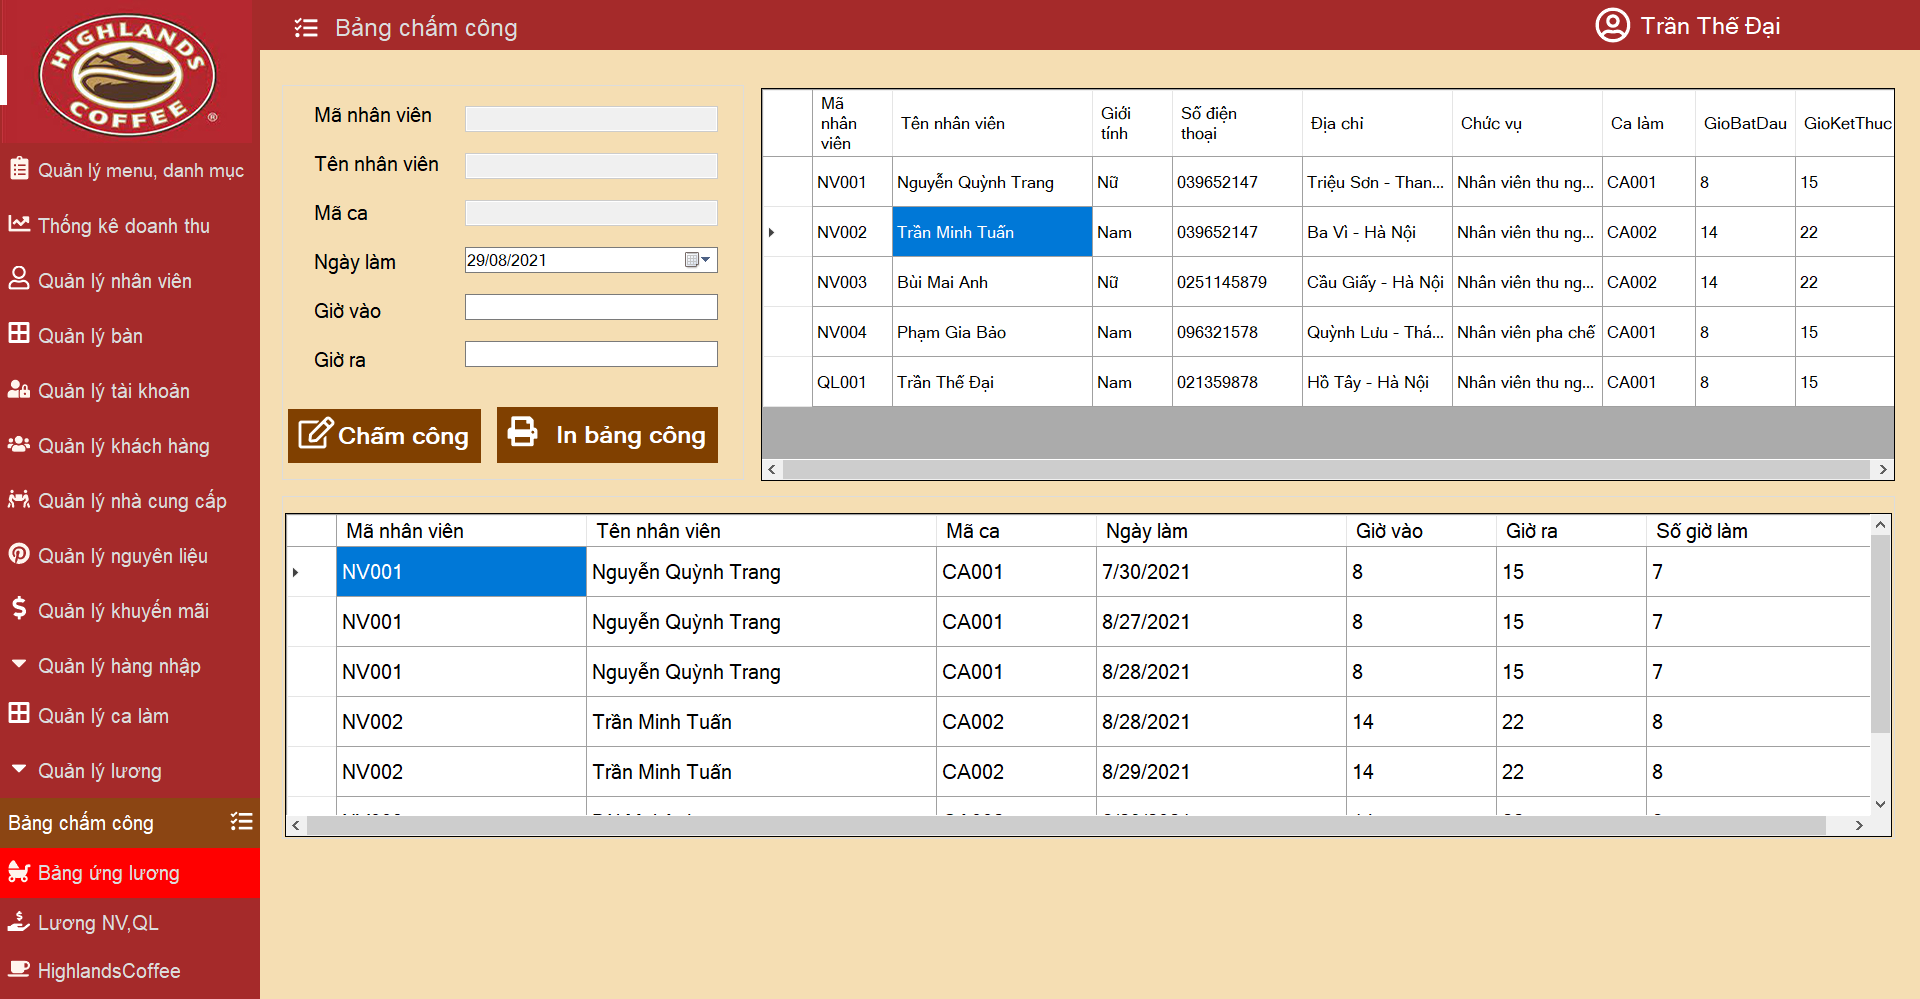 HIGHLANDS
COFFEE
®
Bảng chấm công
Trần Thế Đại
Quản lý menu, danh mục
Thống kê doanh thu
Quản lý nhân viên
Quản lý bàn
Quản lý tài khoản
Quản lý khách hàng
Quản lý nhà cung cấp
Quản lý nguyên liệu
Quản lý khuyến mãi
Quản lý hàng nhập
Quản lý ca làm
Quản lý lương
Bảng chấm công
Bảng ứng lương
Lương NV,QL
HighlandsCoffee
Mã nhân viên
Tên nhân viên
Mã ca
Ngày làm 29/08/2021
Giờ vào
Giờ ra
Chấm công In bảng công
Mã nhân viên Tên nhân viên Giới tính Số điện thoại Địa chỉ Chức vụ Ca làm GioBatDau GioKetThuc
NV001 Nguyễn Quỳnh Trang Nữ 039652147 Triệu Sơn - Than... Nhân viên thu ng... CA001 8 15
NV002 Trần Minh Tuấn Nam 039652147 Ba Vì - Hà Nội Nhân viên thu ng... CA002 14 22
NV003 Bùi Mai Anh Nữ 0251145879 Cầu Giấy - Hà Nội Nhân viên thu ng... CA002 14 22
NV004 Phạm Gia Bảo Nam 096321578 Quỳnh Lưu - Thá... Nhân viên pha chế CA001 8 15
QL001 Trần Thế Đại Nam 021359878 Hồ Tây - Hà Nội Nhân viên thu ng... CA001 8 15
Mã nhân viên Tên nhân viên Mã ca Ngày làm Giờ vào Giờ ra Số giờ làm
NV001 Nguyễn Quỳnh Trang CA001 7/30/2021 8 15 7
NV001 Nguyễn Quỳnh Trang CA001 8/27/2021 8 15 7
NV001 Nguyễn Quỳnh Trang CA001 8/28/2021 8 15 7
NV002 Trần Minh Tuấn CA002 8/28/2021 14 22 8
NV002 Trần Minh Tuấn CA002 8/29/2021 14 22 8